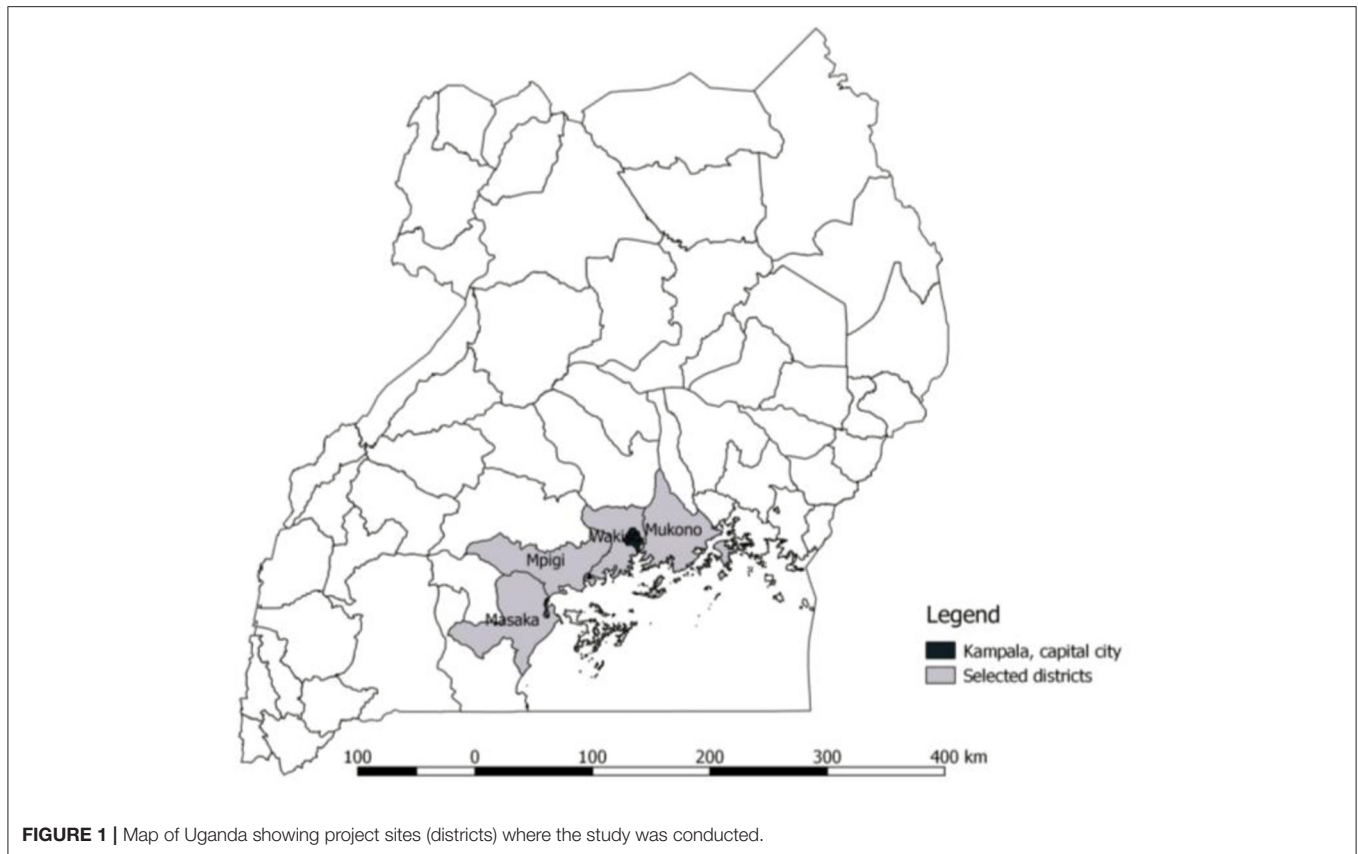 Waki
Mukono
Mpigi
Masaka
Legend
Kampala, capital city
Selected districts
100 0 100 200 300 400 km
FIGURE 1 | Map of Uganda showing project sites (districts) where the study was conducted.